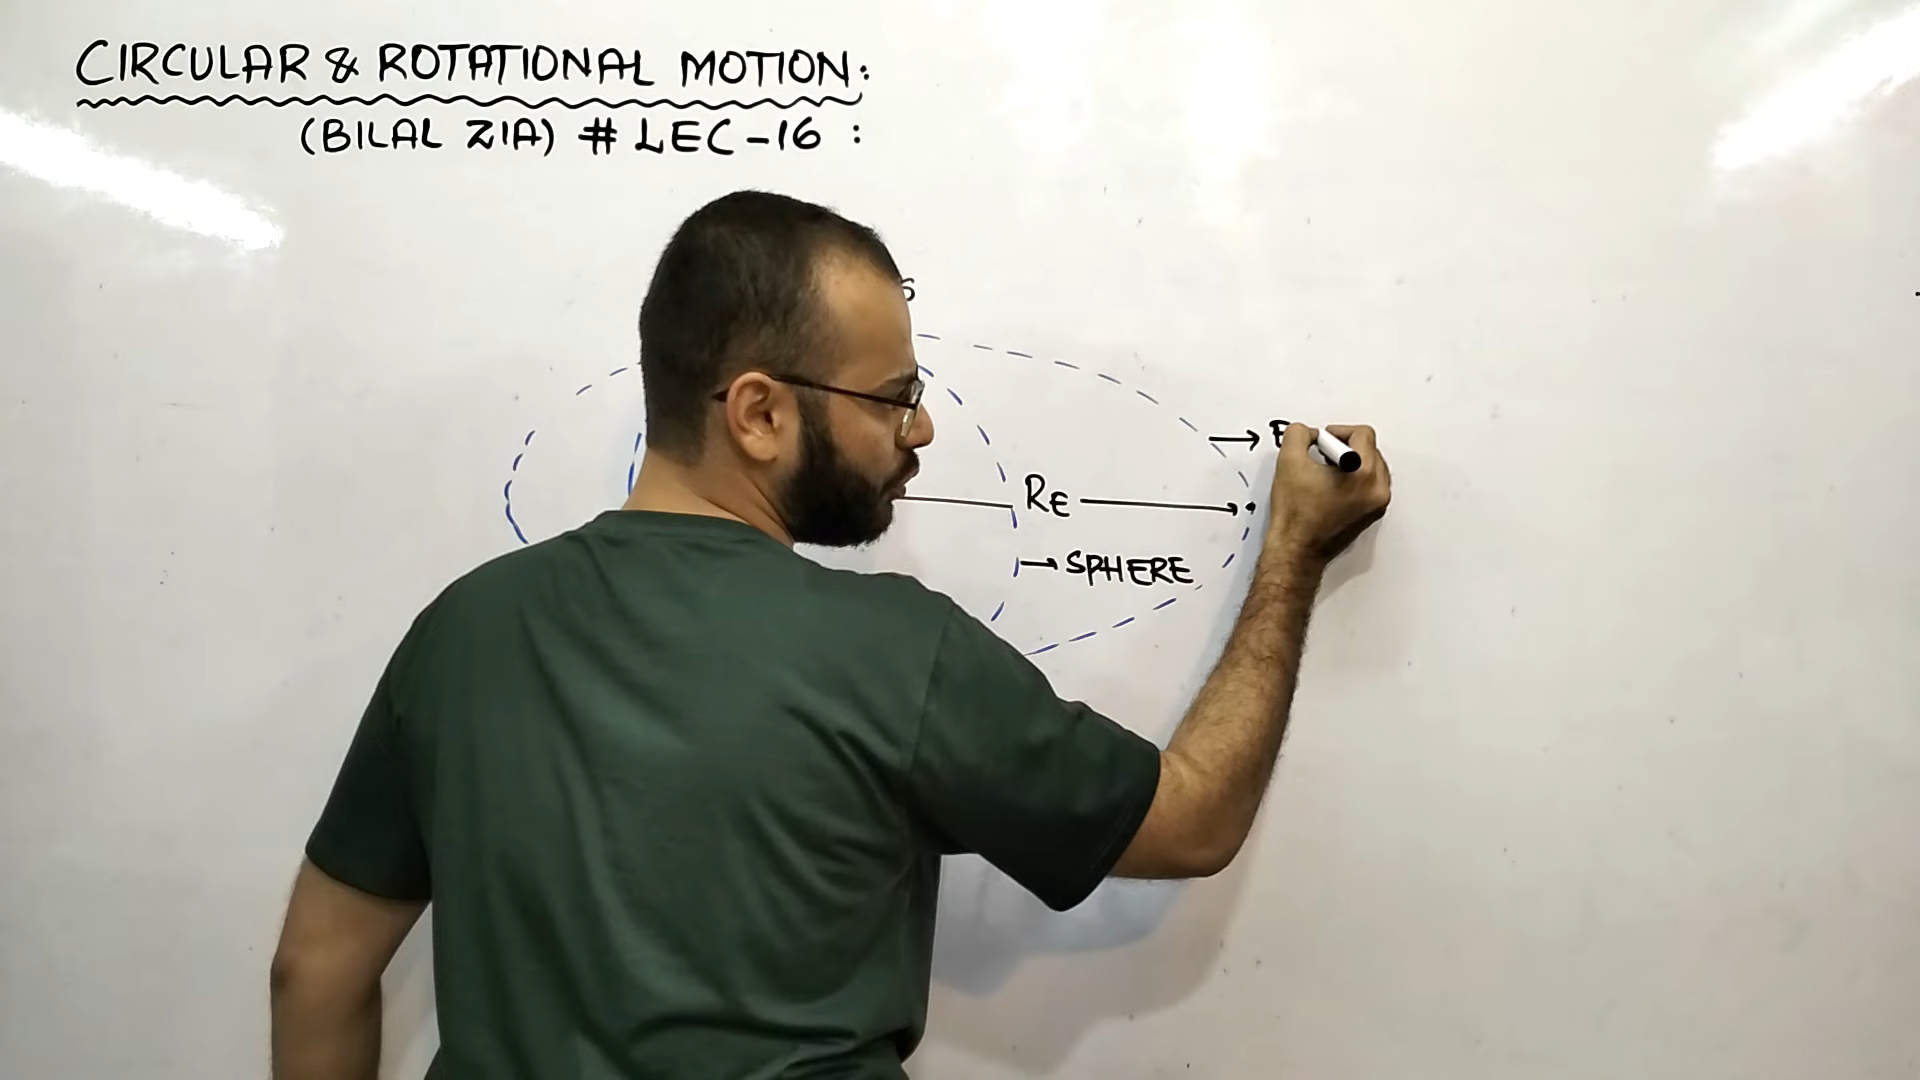 CIRCULAR & ROTATIONAL MOTION:
(BILAL ZIA) # LEC-16 :
RE
→ SPHERE